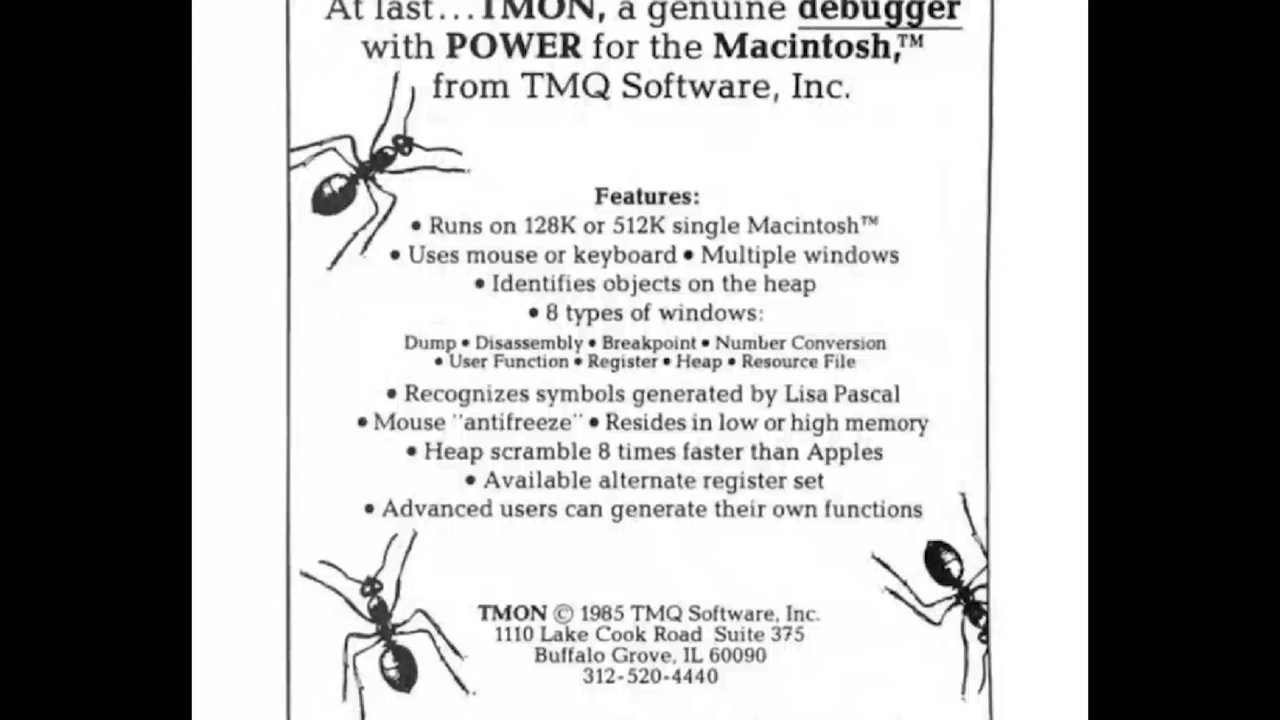 At last...TMON, a genuine debugger
with POWER for the Macintosh,™
from TMQ Software, Inc.
Features:
• Runs on 128K or 512K single Macintosh™
• Uses mouse or keyboard • Multiple windows
• Identifies objects on the heap
• 8 types of windows:
Dump • Disassembly • Breakpoint • Number Conversion
• User Function • Register • Heap • Resource File
• Recognizes symbols generated by Lisa Pascal
• Mouse "antifreeze" • Resides in low or high memory
• Heap scramble 8 times faster than Apples
• Available alternate register set
• Advanced users can generate their own functions
TMON © 1985 TMQ Software, Inc.
1110 Lake Cook Road Suite 375
Buffalo Grove, IL 60090
312-520-4440